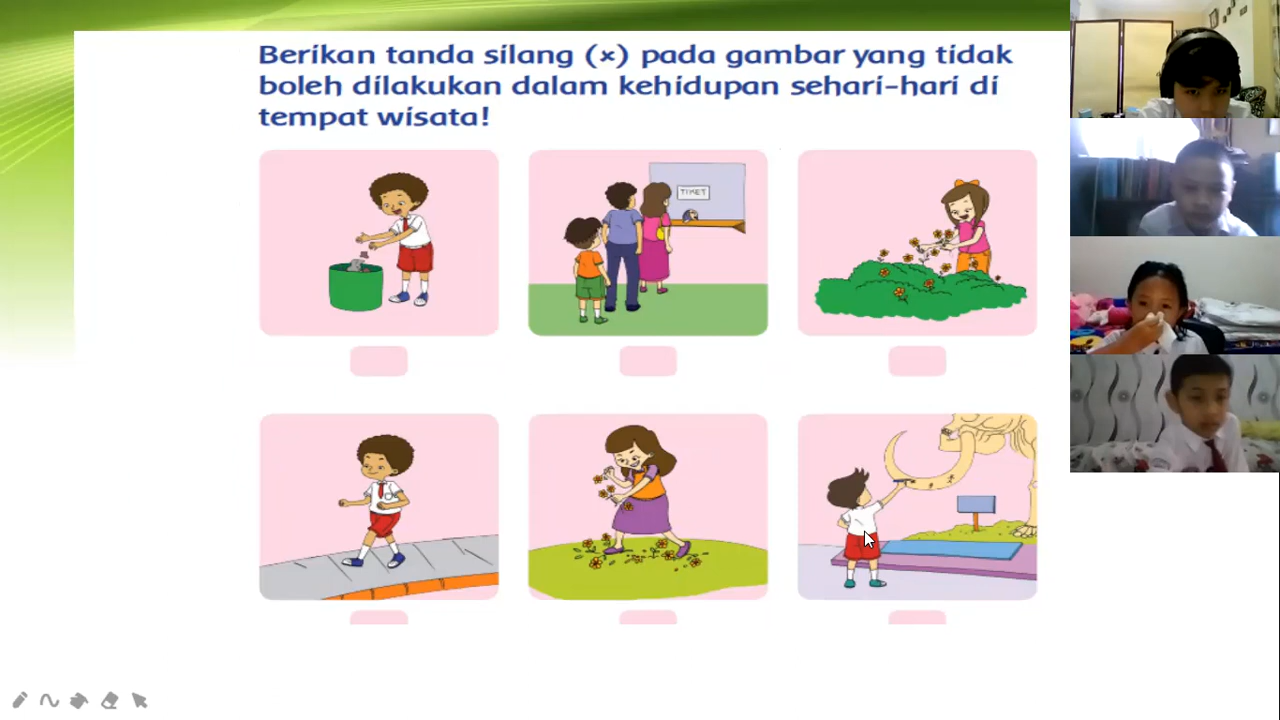 Berikan tanda silang (×) pada gambar yang tidak
boleh dilakukan dalam kehidupan sehari-hari di
tempat wisata!
TIKET